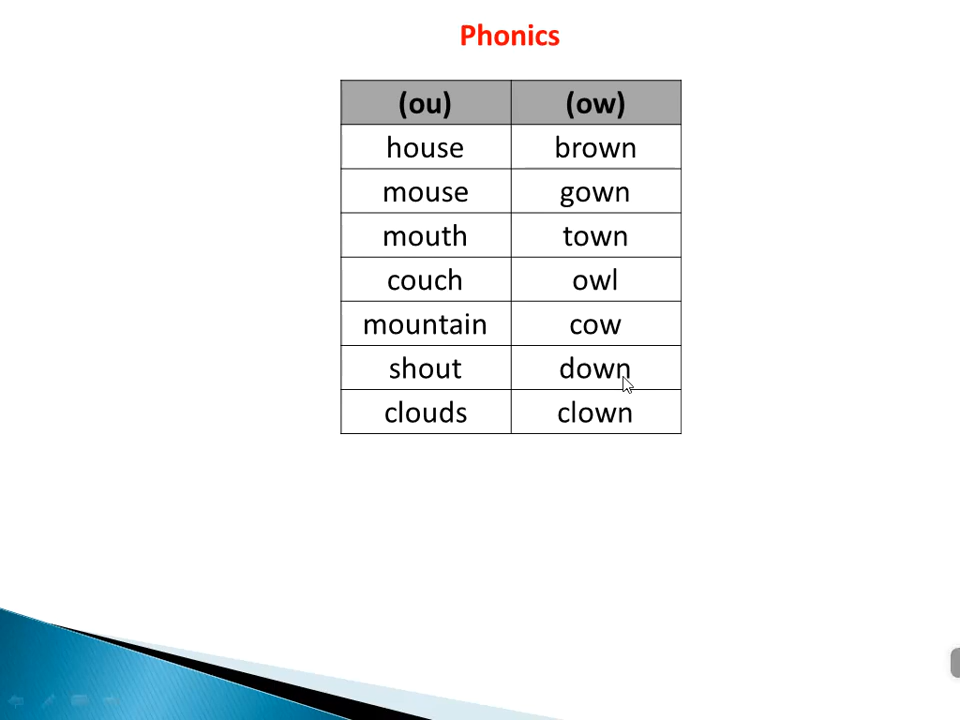 Phonics
(ou) (ow)
house brown
mouse gown
mouth town
couch owl
mountain cow
shout down
clouds clown